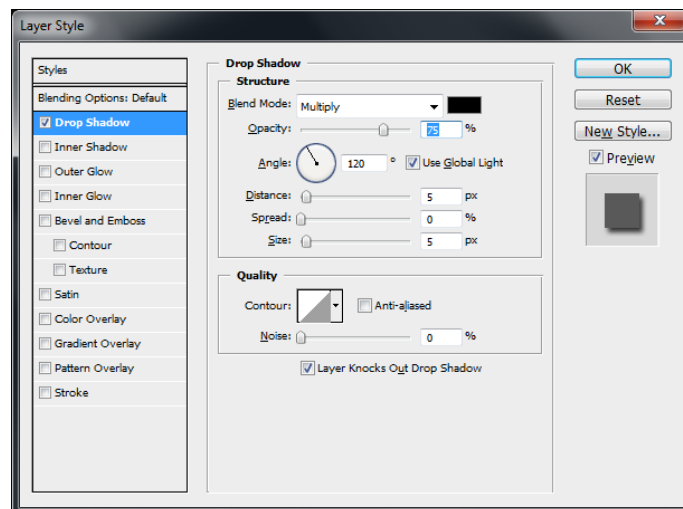 Layer Style
Styles
Blending Options: Default
Drop Shadow
Inner Shadow
Outer Glow
Inner Glow
Bevel and Emboss
Contour
Texture
Satin
Color Overlay
Gradient Overlay
Pattern Overlay
Stroke
Drop Shadow
Structure
Blend Mode: Multiply
Opacity: 75 %
Angle: 120 ° Use Global Light
Distance: 5 px
Spread: 0 %
Size: 5 px
Quality
Contour: Anti-aliased
Noise: 0 %
Layer Knocks Out Drop Shadow
OK
Reset
New Style...
Preview